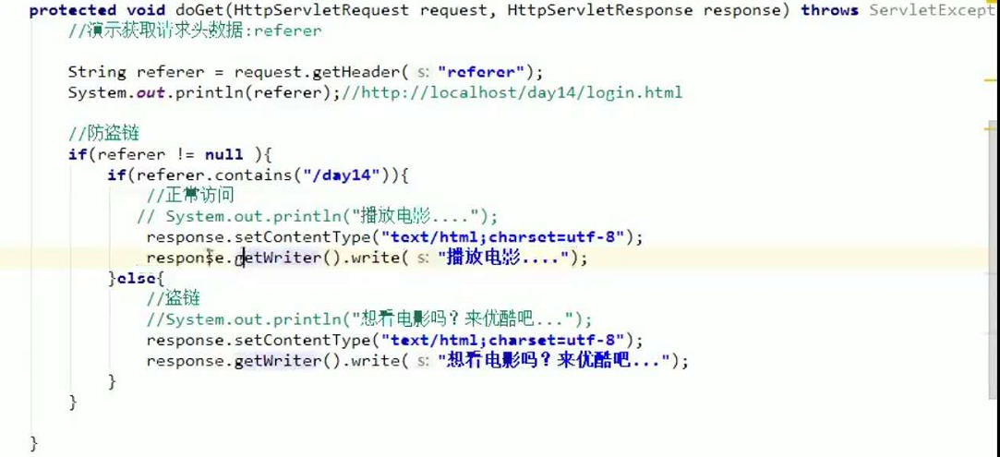 protected void doGet(HttpServletRequest request, HttpServletResponse response) throws ServletExcept
//演示获取请求头数据:referer
String referer = request.getHeader( s: "referer");
System.out.println(referer);//http://localhost/day14/login.html
//防盗链
if(referer != null ){
if(referer.contains("/day14")){
//正常访问
// System.out.println("播放电影....");
response.setContentType("text/html;charset=utf-8");
response.getWriter().write( s: "播放电影....");
}else{
//盗链
//System.out.println("想看电影吗？来优酷吧...");
response.setContentType("text/html;charset=utf-8");
response.getWriter().write( s: "想看电影吗？来优酷吧...");
}
}
}